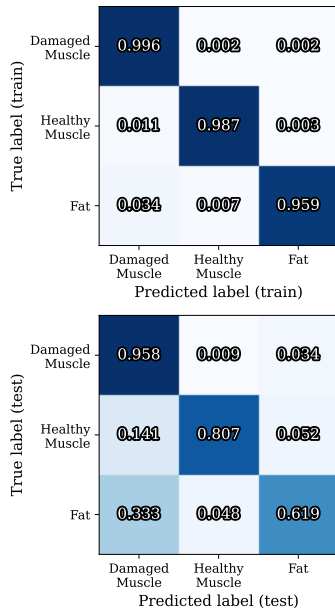 True label (train)
Damaged
Muscle
0.996 0.002 0.002
Healthy
Muscle
0.011 0.987 0.003
Fat
0.034 0.007 0.959
Damaged
Muscle
Healthy
Muscle
Fat
Predicted label (train)
True label (test)
Damaged
Muscle
0.958 0.009 0.034
Healthy
Muscle
0.141 0.807 0.052
Fat
0.333 0.048 0.619
Damaged
Muscle
Healthy
Muscle
Fat
Predicted label (test)